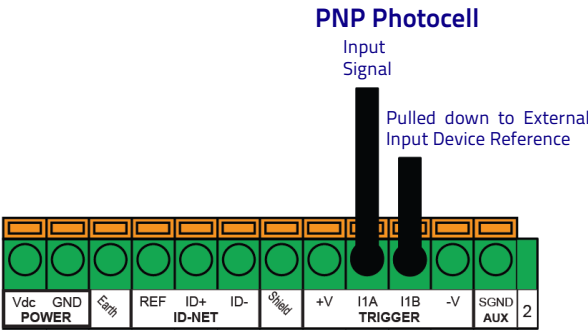 PNP Photocell
Input
Signal
Pulled down to External
Input Device Reference
Vdc GND Earth REF ID+ ID- Shield +V I1A I1B -V SGND 2
POWER ID-NET TRIGGER AUX